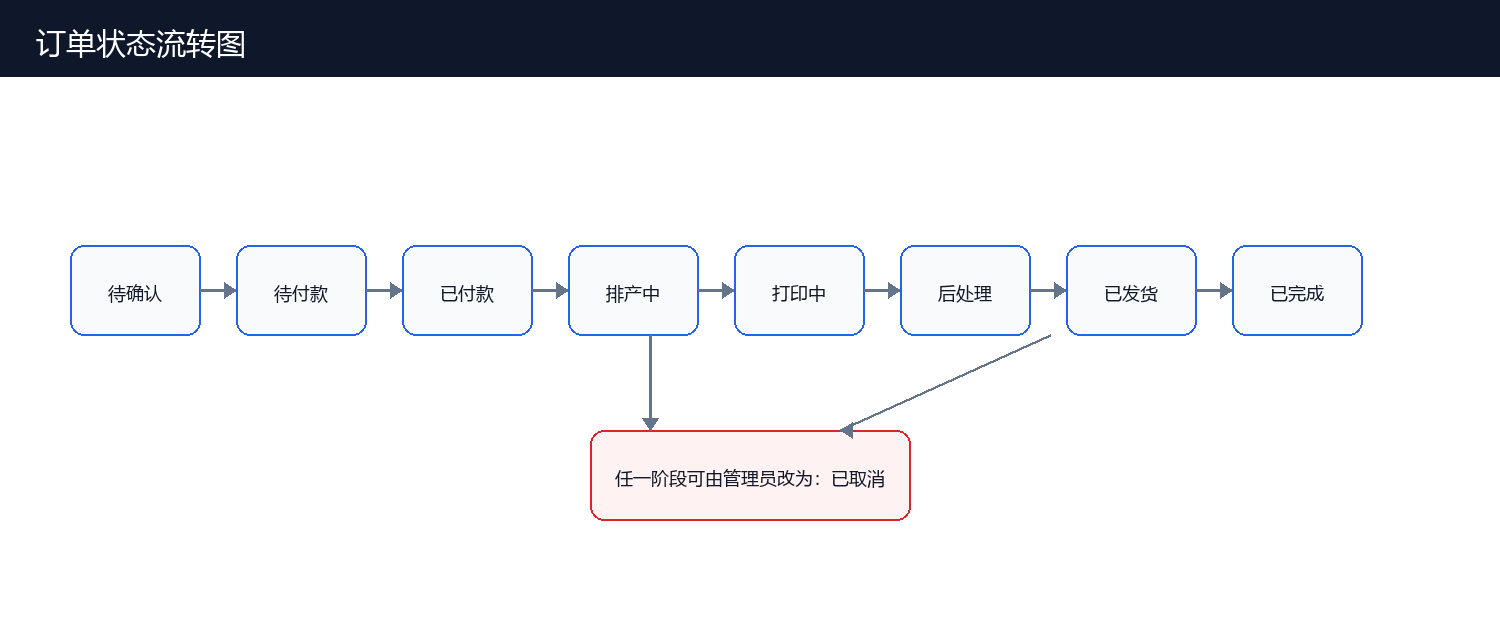 订单状态流转图
待确认
待付款
已付款
排产中
打印中
后处理
已发货
已完成
任一阶段可由管理员改为：已取消